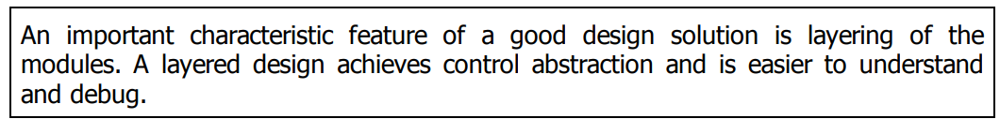 An important characteristic feature of a good design solution is layering of the
modules. A layered design achieves control abstraction and is easier to understand
and debug.